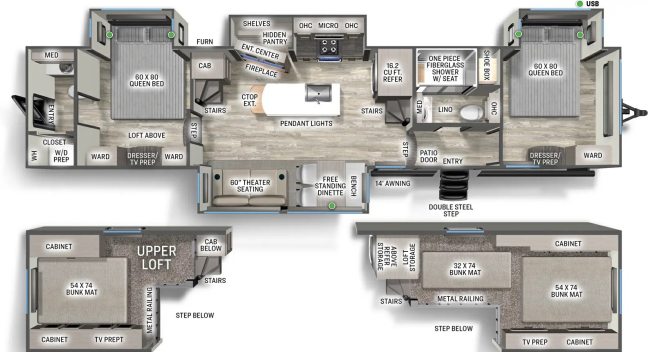 USB
SHELVES
HIDDEN
PANTRY
OHC MICRO OHC
MED
60 X 80
QUEEN BED
FURN
CAB
ENT. CENTER
FIREPLACE
16.2
CU FT.
REFER
ONE PIECE
FIBERGLASS
SHOWER
W/ SEAT
SHOE BOX
60 X 80
QUEEN BED
ENTRY
CTOP
EXT.
STAIRS
STAIRS
MED
LINO
OHC
PENDANT LIGHTS
LOFT ABOVE
STEP
CLOSET
WH
W/D
PREP
WARD
DRESSER/
TV PREP
WARD
STEP
PATIO
DOOR
ENTRY
DRESSER/
TV PREP
WARD
60" THEATER
SEATING
FREE
STANDING
DINETTE
BENCH
14' AWNING
DOUBLE STEEL
STEP
CABINET
UPPER
LOFT
CAB
BELOW
STAIRS
54 X 74
BUNK MAT
METAL RAILING
STEP BELOW
CABINET
TV PREPT
LOFT
STORAGE
ABOVE
REFER
STORAGE
CABINET
32 X 74
BUNK MAT
54 X 74
BUNK MAT
STAIRS
METAL RAILING
STEP BELOW
TV PREP
CABINET